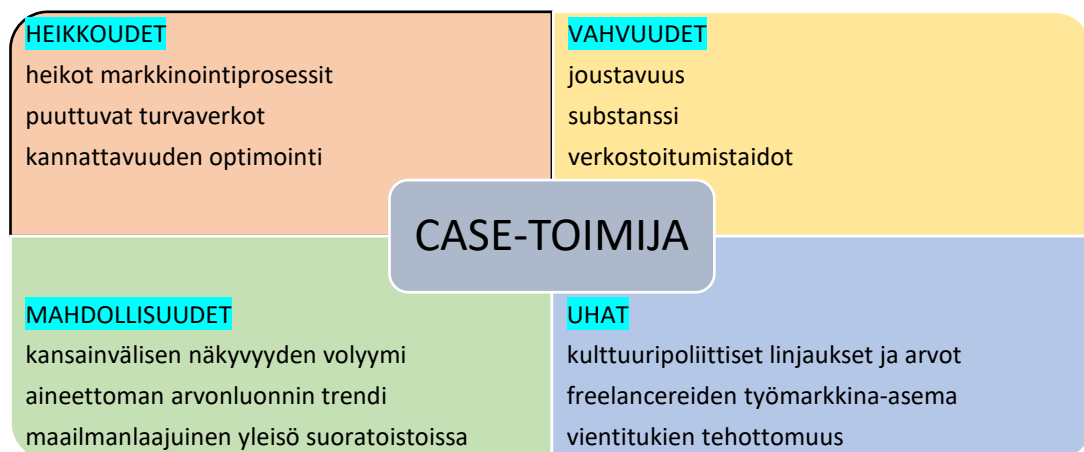 HEIKKOUDET
heikot markkinointiprosessit
puuttuvat turvaverkot
kannattavuuden optimointi
VAHVUUDET
joustavuus
substanssi
verkostoitumistaidot
CASE-TOIMIJA
MAHDOLLISUUDET
kansainvälisen näkyvyyden volyymi
aineettoman arvonluonnin trendi
maailmanlaajuinen yleisö suoratoistoissa
UHAT
kulttuuripoliittiset linjaukset ja arvot
freelancereiden työmarkkina-asema
vientitukien tehottomuus